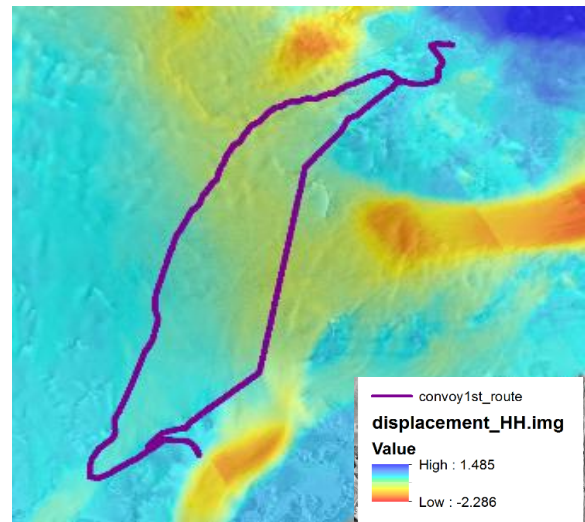 convoy1st_route
displacement_HH.img
Value
High : 1.485
Low : -2.286